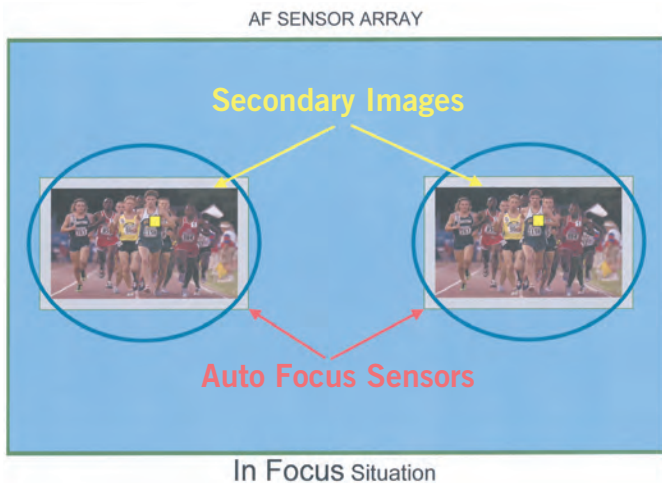 AF SENSOR ARRAY
Secondary Images
Auto Focus Sensors
In Focus Situation